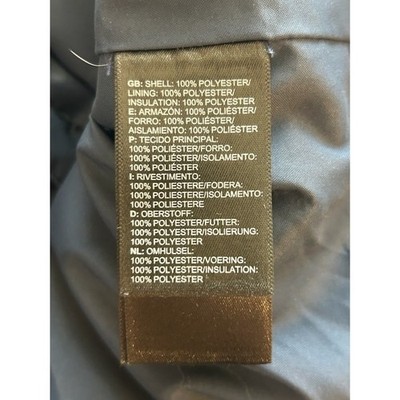 GB: SHELL: 100% POLYESTER/
LINING: 100% POLYESTER/
INSULATION: 100% POLYESTER
E: ARMAZÓN: 100% POLIÉSTER/
FORRO: 100% POLIÉSTER/
AISLAMIENTO: 100% POLIÉSTER
P: TECIDO PRINCIPAL:
100% POLIÉSTER/FORRO:
100% POLIÉSTER/ISOLAMENTO:
100% POLIÉSTER
I: RIVESTIMENTO:
100% POLIESTERE/FODERA:
100% POLIESTERE/ISOLAMENTO:
100% POLIESTERE
D: OBERSTOFF:
100% POLYESTER/FUTTER:
100% POLYESTER/ISOLIERUNG:
100% POLYESTER
NL: OMHULSEL:
100% POLYESTER/VOERING:
100% POLYESTER/INSULATION:
100% POLYESTER